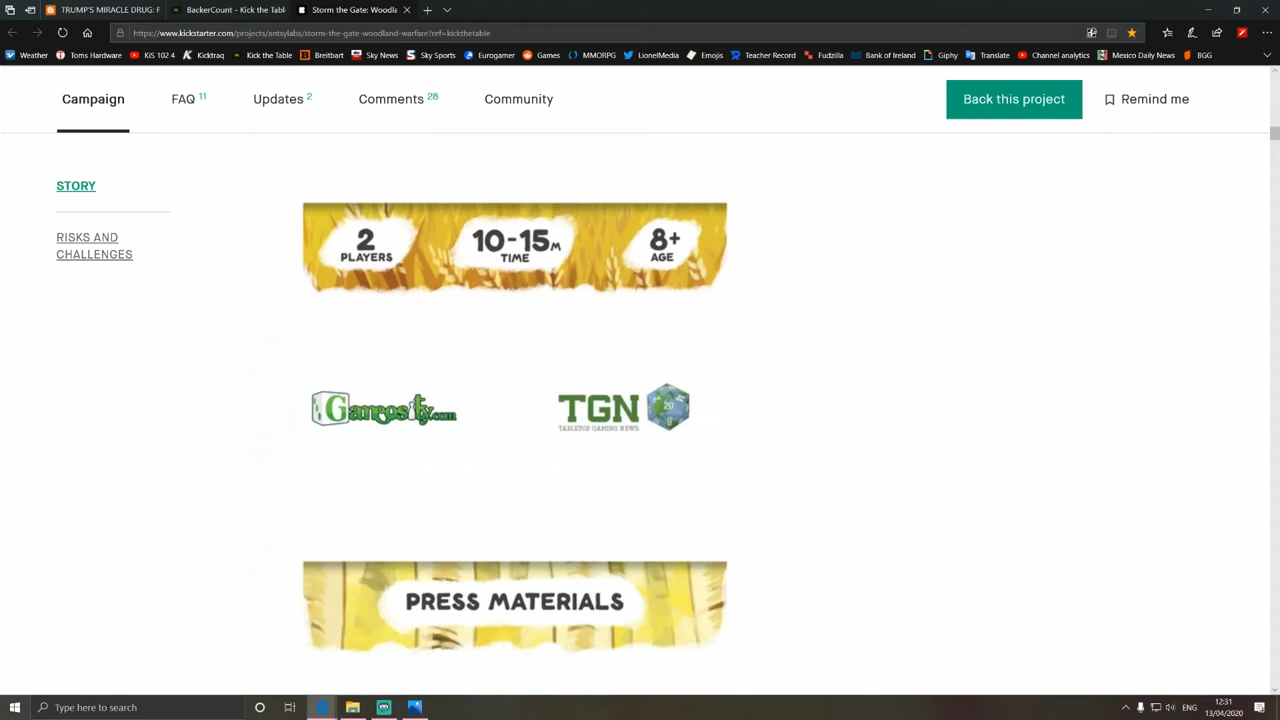 TRUMP'S MIRACLE DRUG: F
BackerCount - Kick the Tabl
Storm the Gate: Woodla
https://www.kickstarter.com/projects/antsylabs/storm-the-gate-woodland-warfare?ref=kickthetable
Weather Toms Hardware KiS 102 4 Kicktraq Kick the Table Breitbart Sky News Sky Sports Eurogamer Reddit Games MMORPG LionelMedia Emojis Teacher Record Fudzilla Bank of Ireland Giphy Translate Channel analytics Mexico Daily News BGG
Campaign FAQ 11 Updates 2 Comments 28 Community Back this project Remind me
STORY
RISKS AND
CHALLENGES
2
PLAYERS
10-15M
TIME
8+
AGE
Gameosity.com
TGN
TABLETOP GAMING NEWS
20
8
PRESS MATERIALS
Type here to search
ENG
12:31
13/04/2020